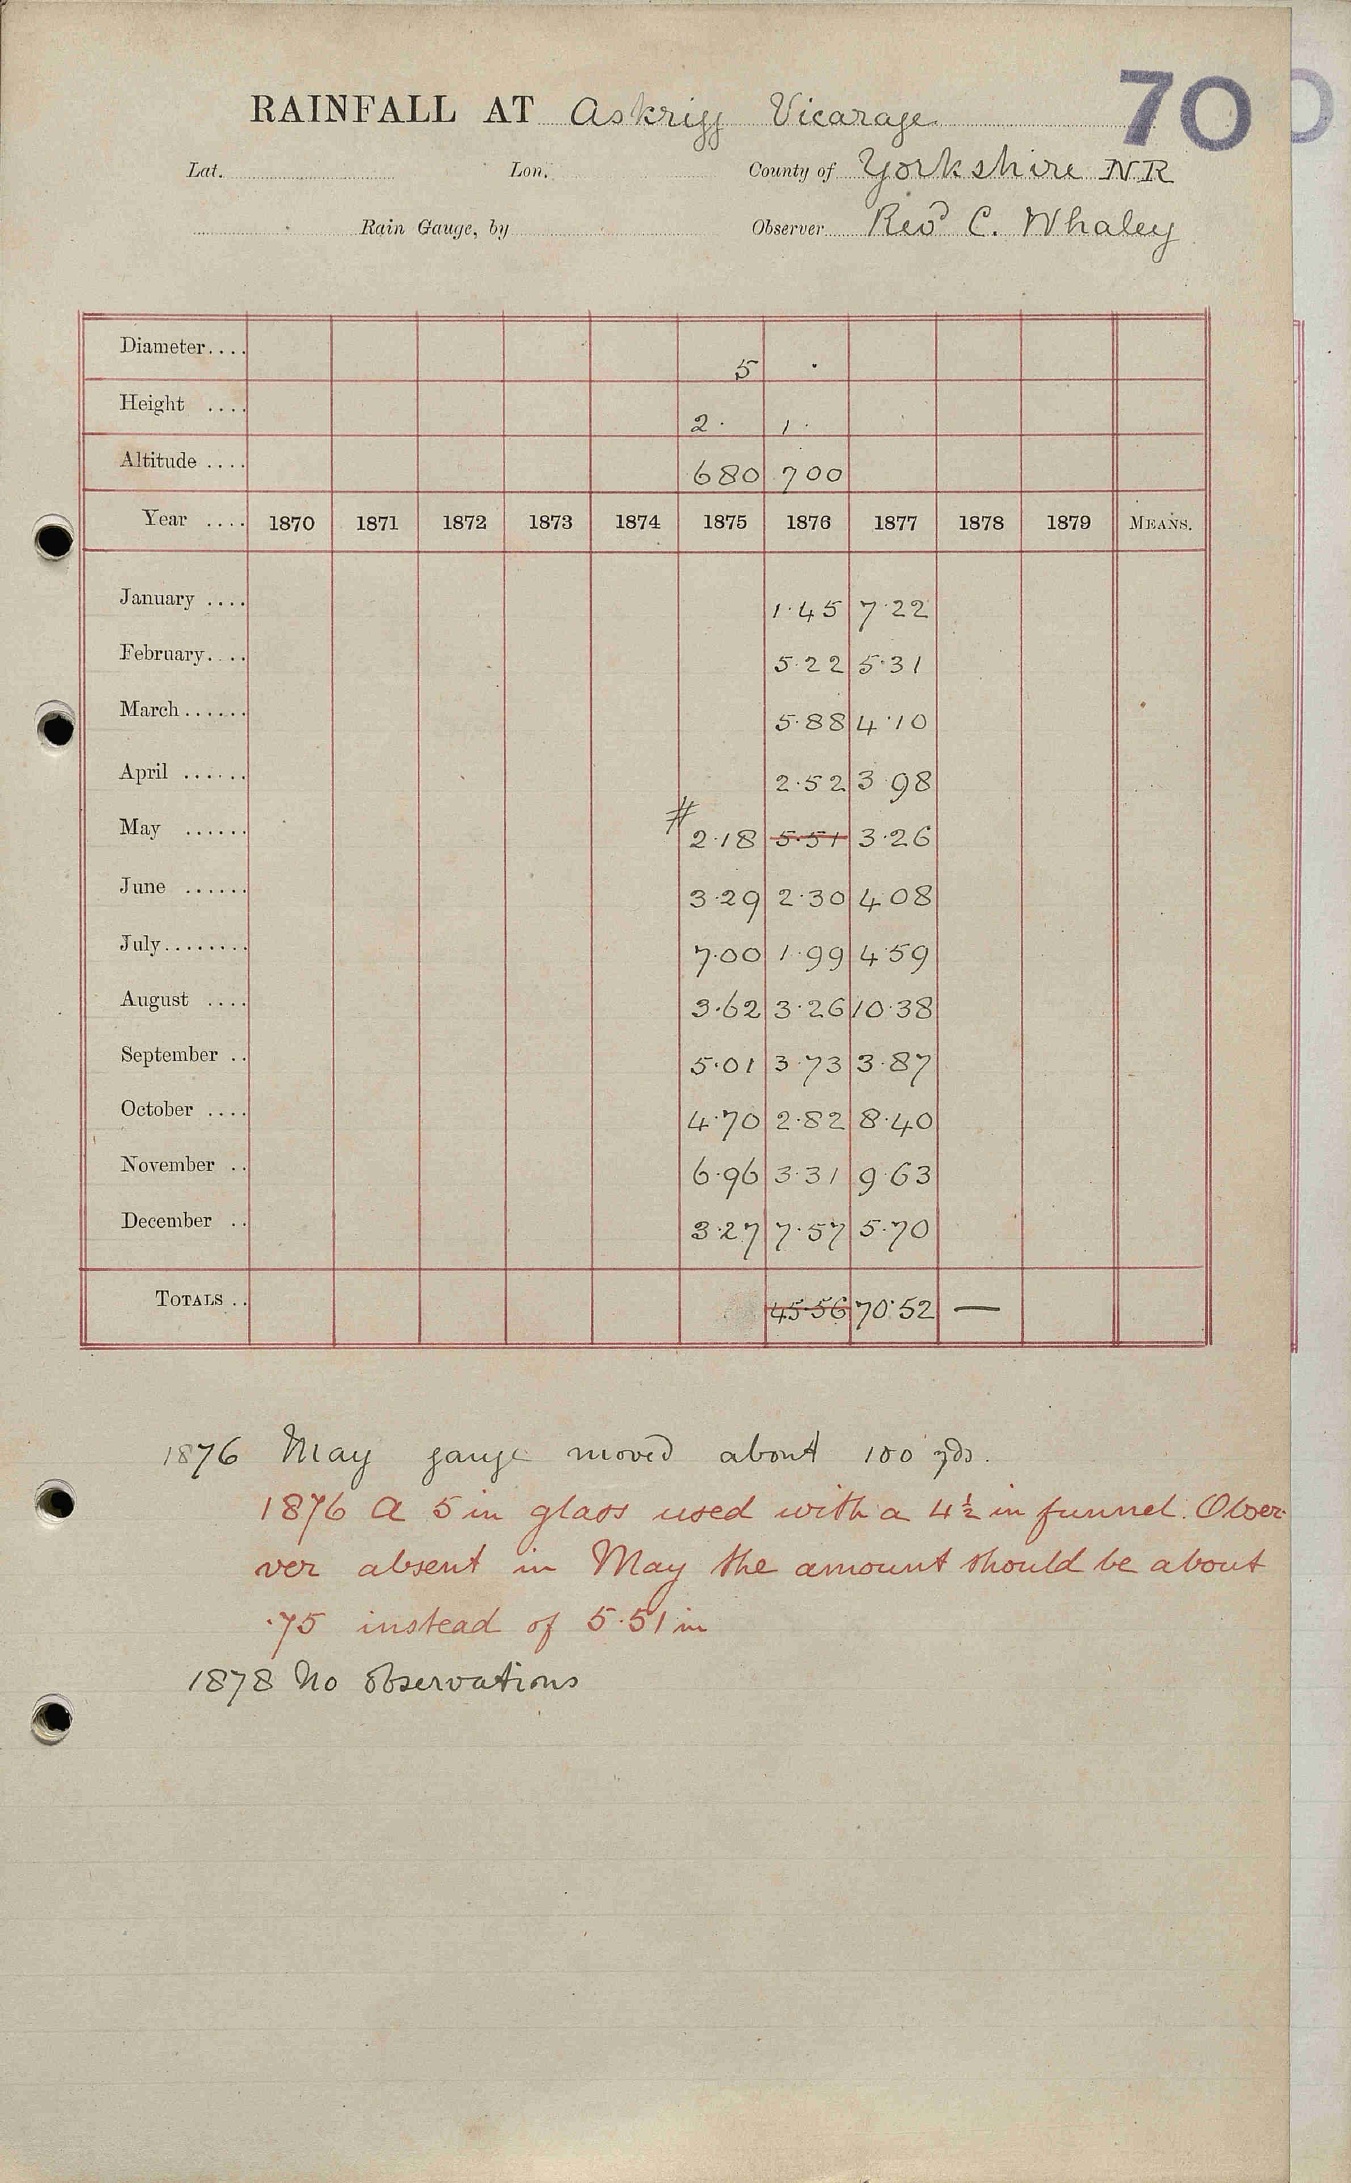 70
RAINFALL AT Askrigg Vicarage
Lat. Lon. County of Yorkshire NR
Rain Gauge, by Observer Revd C. Whaley
Diameter.... 5 ·
Height .... 2· 1·
Altitude .... 680 700
Year .... 1870 1871 1872 1873 1874 1875 1876 1877 1878 1879 MEANS.
January .... 1·45 7·22
February.... 5·22 5·31
March...... 5·88 4·10
April ...... 2·52 3 98
May ...... # 2·18 5·51 3·26
June ...... 3·29 2·30 4 08
July........ 7·00 1·99 4·59
August .... 3·62 3·26 10·38
September .. 5·01 3·73 3·87
October .... 4·70 2·82 8·40
November .. 6·96 3·31 9·63
December .. 3·27 7·57 5·70
TOTALS .. 45·56 70·52 —
1876 May gauge moved about 100 yds.
1876 A 5 in glass used with a 4½ in funnel. Obser-
ver absent in May the amount should be about
·75 instead of 5·51 in
1878 No observations